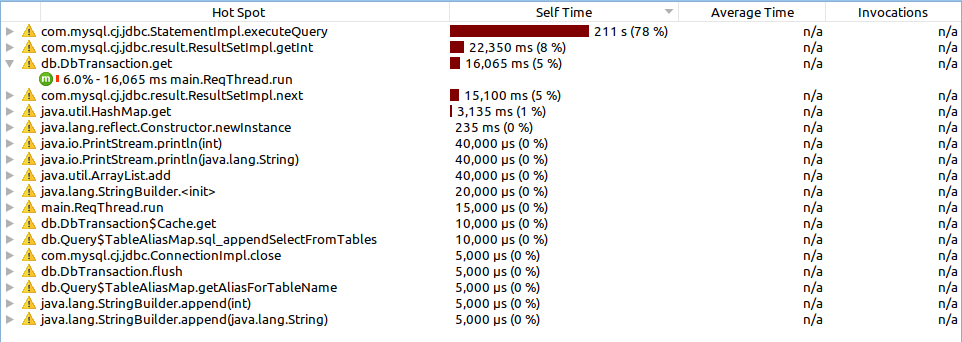 Hot Spot Self Time Average Time Invocations
com.mysql.cj.jdbc.StatementImpl.executeQuery 211 s (78 %) n/a n/a
com.mysql.cj.jdbc.result.ResultSetImpl.getInt 22,350 ms (8 %) n/a n/a
db.DbTransaction.get 16,065 ms (5 %) n/a n/a
m 6.0% - 16,065 ms main.ReqThread.run
com.mysql.cj.jdbc.result.ResultSetImpl.next 15,100 ms (5 %) n/a n/a
java.util.HashMap.get 3,135 ms (1 %) n/a n/a
java.lang.reflect.Constructor.newInstance 235 ms (0 %) n/a n/a
java.io.PrintStream.println(int) 40,000 µs (0 %) n/a n/a
java.io.PrintStream.println(java.lang.String) 40,000 µs (0 %) n/a n/a
java.util.ArrayList.add 40,000 µs (0 %) n/a n/a
java.lang.StringBuilder.<init> 20,000 µs (0 %) n/a n/a
main.ReqThread.run 15,000 µs (0 %) n/a n/a
db.DbTransaction$Cache.get 10,000 µs (0 %) n/a n/a
db.Query$TableAliasMap.sql_appendSelectFromTables 10,000 µs (0 %) n/a n/a
com.mysql.cj.jdbc.ConnectionImpl.close 5,000 µs (0 %) n/a n/a
db.DbTransaction.flush 5,000 µs (0 %) n/a n/a
db.Query$TableAliasMap.getAliasForTableName 5,000 µs (0 %) n/a n/a
java.lang.StringBuilder.append(int) 5,000 µs (0 %) n/a n/a
java.lang.StringBuilder.append(java.lang.String) 5,000 µs (0 %) n/a n/a